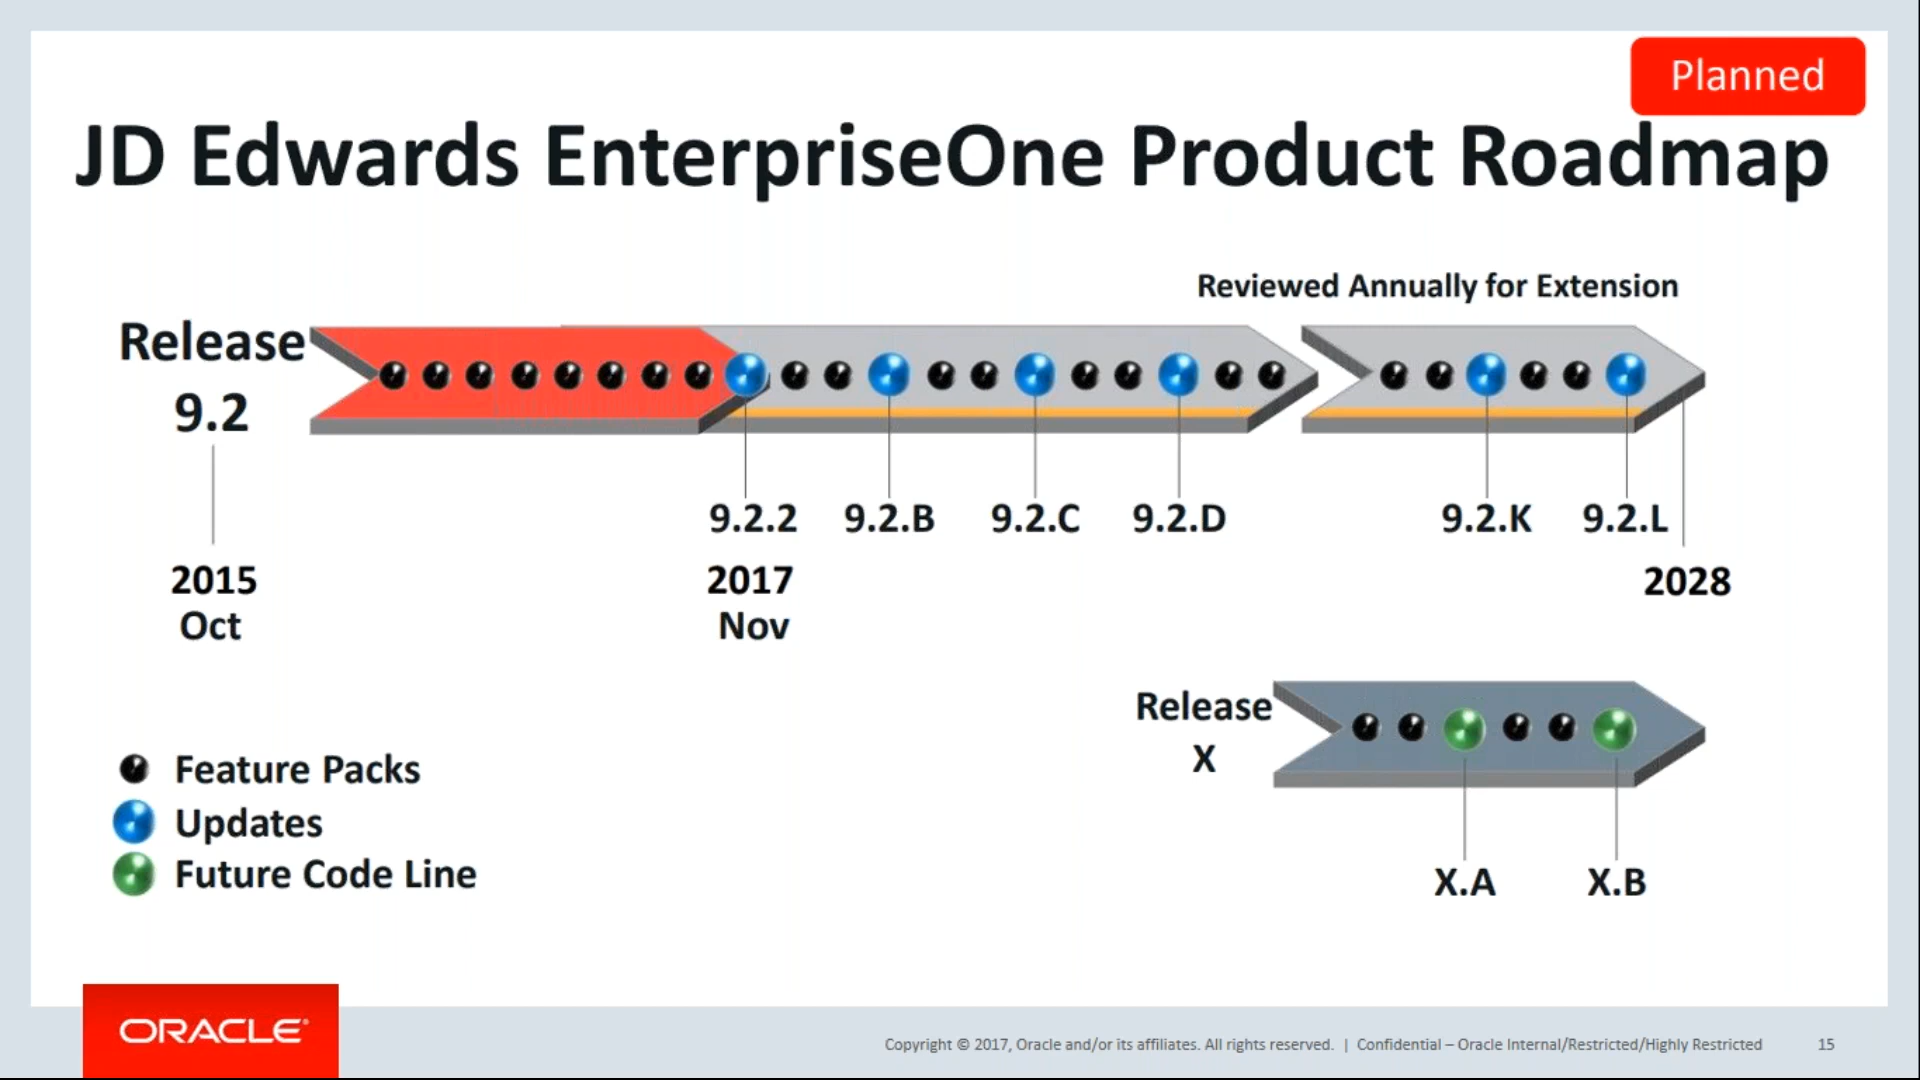 Planned
JD Edwards EnterpriseOne Product Roadmap
Reviewed Annually for Extension
Release
9.2
9.2.2 9.2.B 9.2.C 9.2.D 9.2.K 9.2.L
2015 2017 2028
Oct Nov
Release
X
Feature Packs
Updates
Future Code Line
X.A X.B
ORACLE®
Copyright © 2017, Oracle and/or its affiliates. All rights reserved. | Confidential – Oracle Internal/Restricted/Highly Restricted 15